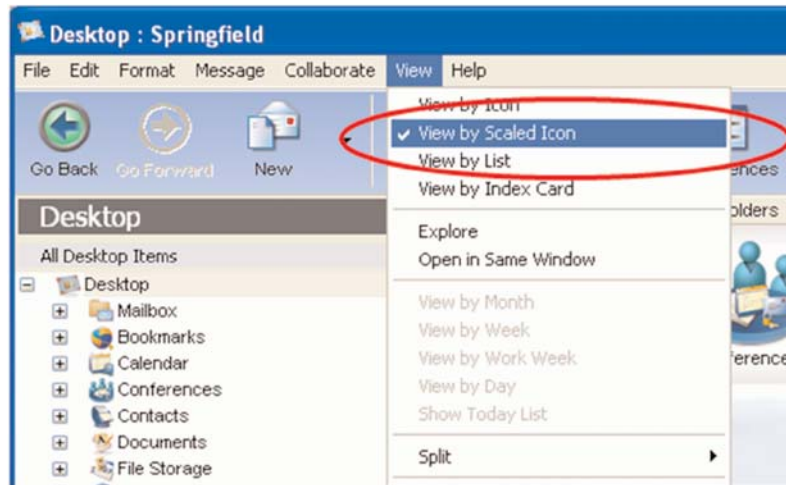 Desktop : Springfield
File Edit Format Message Collaborate View Help
View by Icon
View by Scaled Icon
View by List
View by Index Card
Explore
Open in Same Window
View by Month
View by Week
View by Work Week
View by Day
Show Today List
Split
Go Back Go Forward New
Desktop
All Desktop Items
Desktop
Mailbox
Bookmarks
Calendar
Conferences
Contacts
Documents
File Storage
ences
olders
erence